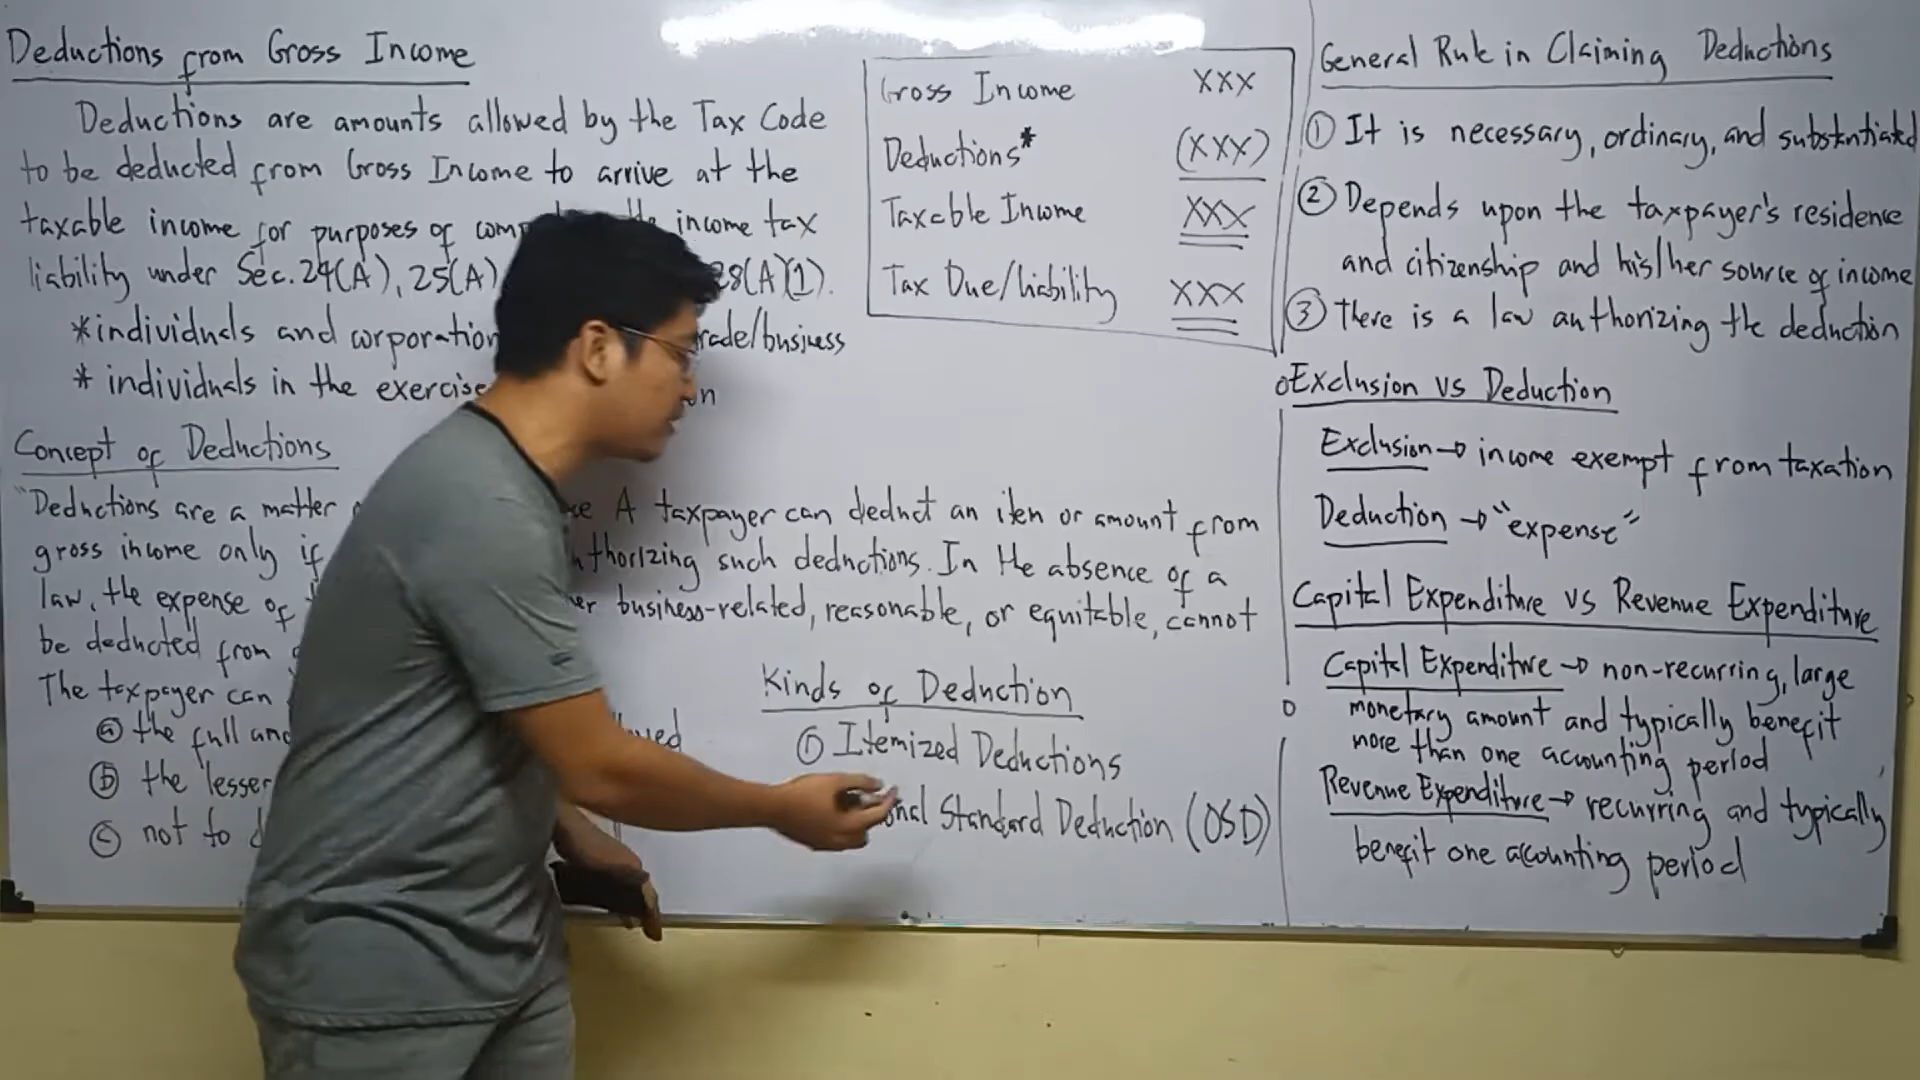 Deductions from Gross Income
Deductions are amounts allowed by the Tax Code
to be deducted from Gross Income to arrive at the
taxable income for purposes of income tax
liability under Sec. 24(A), 25(A) 28(A)(1).
*individuals and corporation trade/business
* individuals in the exercise
Concept of Deductions
"Deductions are a matter A taxpayer can deduct an item or amount from
gross income only if authorizing such deductions. In the absence of a
law, the expense of business-related, reasonable, or equitable, cannot
be deducted from
The taxpayer can
ⓐ the full and
ⓑ the lesser
ⓒ not to
Kinds of Deduction
① Itemized Deductions
Standard Deduction (OSD)
Gross Income XXX
Deductions* (XXX)
Taxable Income XXX
Tax Due/liability XXX
General Rule in Claiming Deductions
① It is necessary, ordinary, and substantiated
② Depends upon the taxpayer's residence
and citizenship and his/her source of income
③ There is a law authorizing the deduction
Exclusion vs Deduction
Exclusion → income exempt from taxation
Deduction → "expense"
Capital Expenditure vs Revenue Expenditure
Capital Expenditure → non-recurring, large
monetary amount and typically benefit
more than one accounting period
Revenue Expenditure → recurring and typically
benefit one accounting period